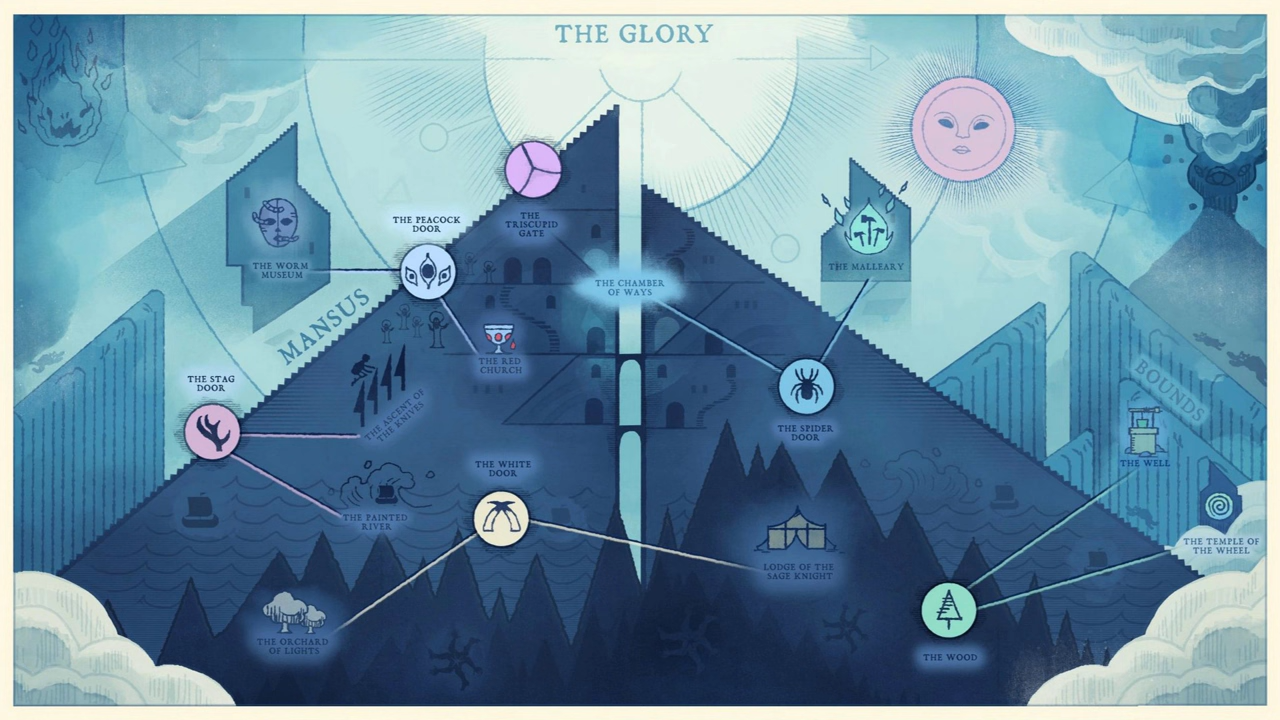 THE GLORY
THE PEACOCK
DOOR
THE
TRISCUPID
GATE
THE WORM
MUSEUM
THE MALLEARY
THE CHAMBER
OF WAYS
MANSUS
THE RED
CHURCH
THE STAG
DOOR
THE ASCENT OF
THE KNIVES
BOUNDS
THE SPIDER
DOOR
THE WHITE
DOOR
THE WELL
THE PAINTED
RIVER
THE TEMPLE OF
THE WHEEL
LODGE OF THE
SAGE KNIGHT
THE ORCHARD
OF LIGHTS
THE WOOD